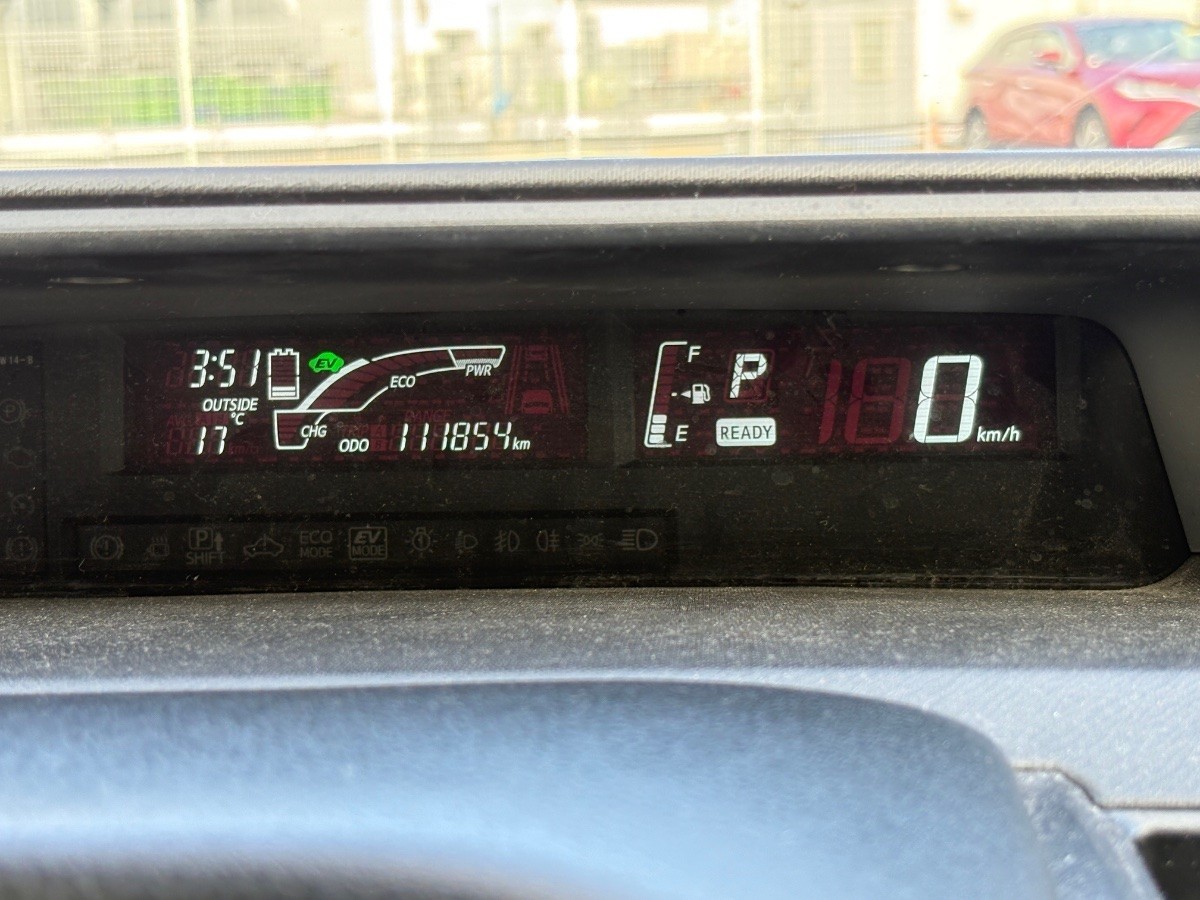 3:51
EV
ECO
PWR
OUTSIDE
17 °C
CHG
ODO 111854 km
F
P
E
READY
0 km/h
P SHIFT
ECO MODE
EV MODE